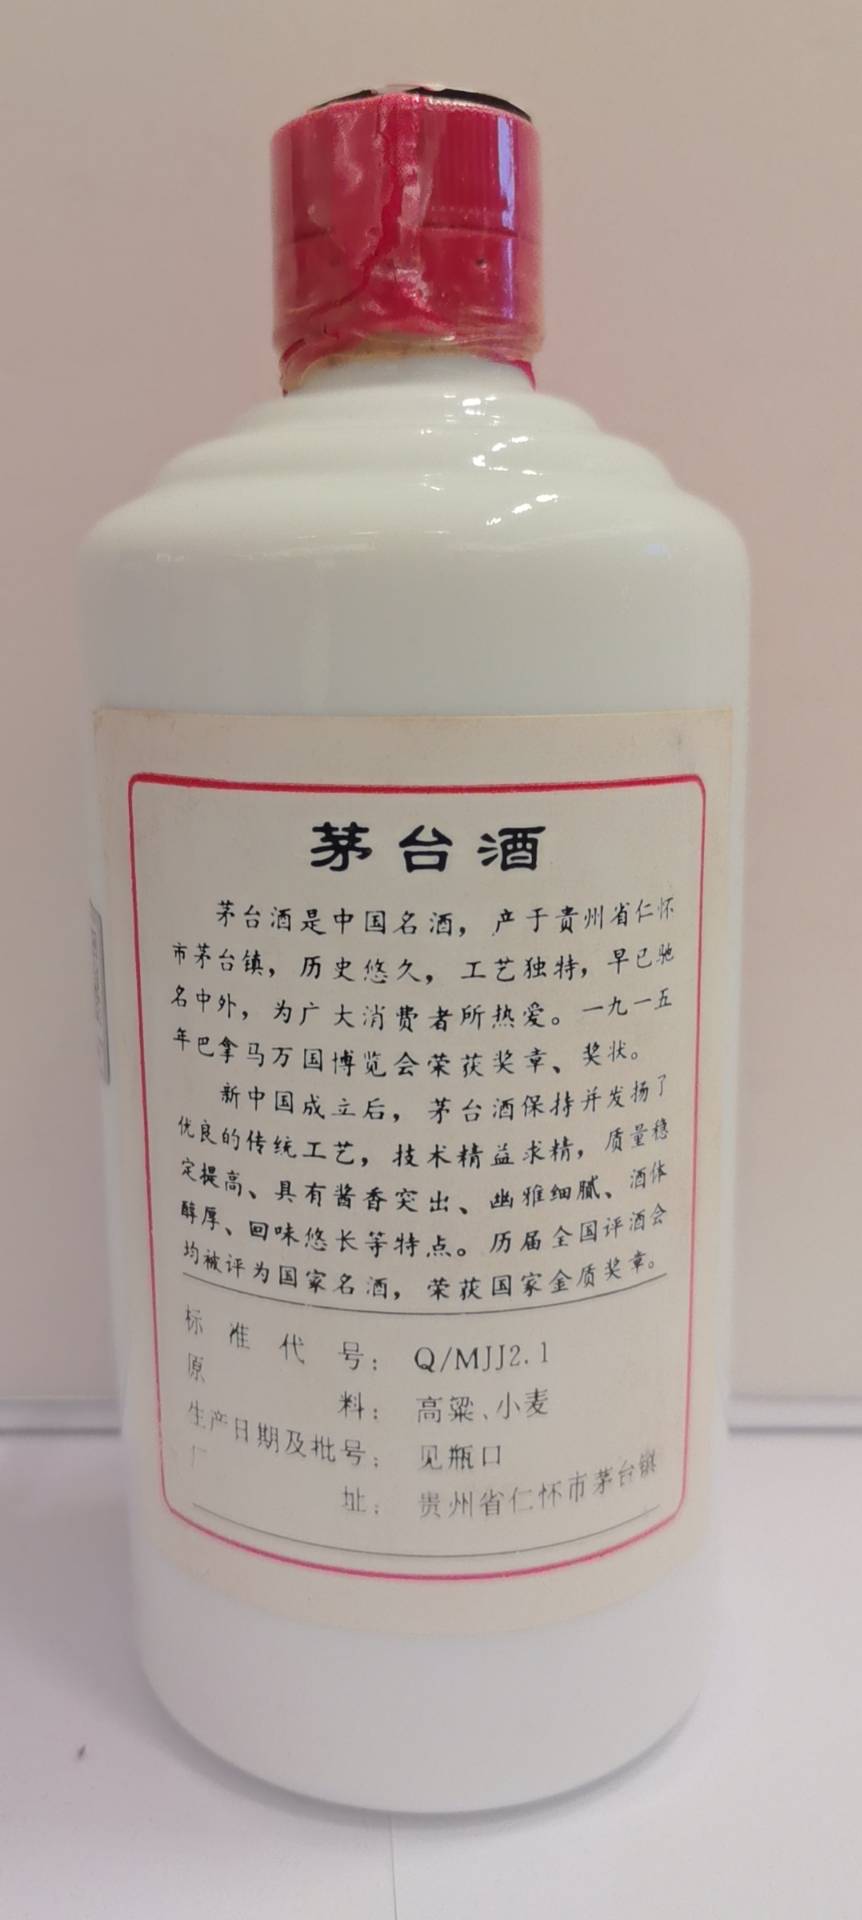 茅台酒
茅台酒是中国名酒，产于贵州省仁怀
市茅台镇，历史悠久，工艺独特，早已驰
名中外，为广大消费者所热爱。一九一五
年巴拿马万国博览会荣获奖章、奖状。
新中国成立后，茅台酒保持并发扬了
优良的传统工艺，技术精益求精，质量稳
定提高、具有酱香突出、幽雅细腻、酒体
醇厚、回味悠长等特点。历届全国评酒会
均被评为国家名酒，荣获国家金质奖章。
标准代号：Q/MJJ2.1
原料：高粱、小麦
生产日期及批号：见瓶口
厂址：贵州省仁怀市茅台镇